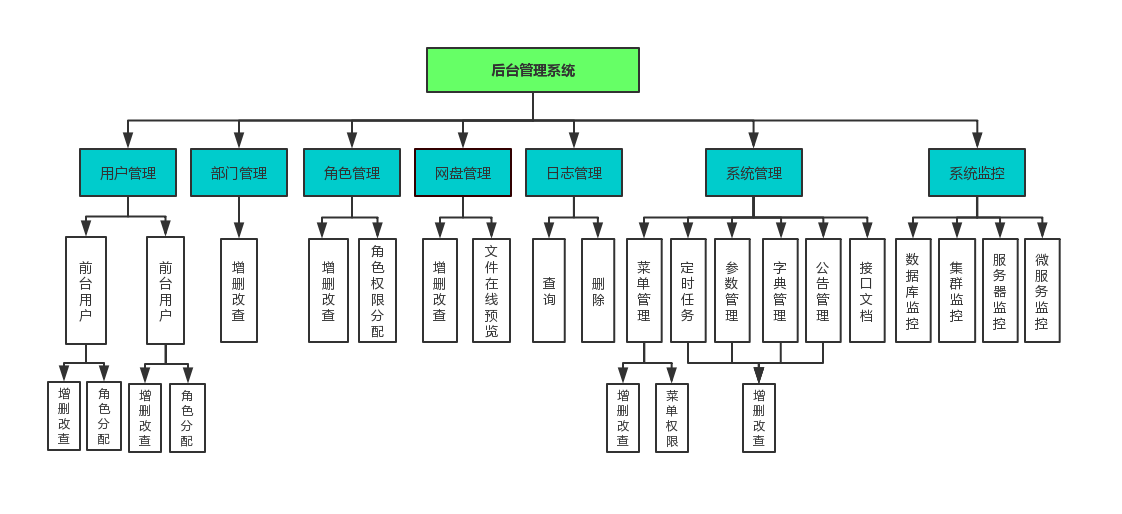 后台管理系统
用户管理
部门管理
角色管理
网盘管理
日志管理
系统管理
系统监控
前台用户
前台用户
增删改查
增删改查
角色权限分配
增删改查
文件在线预览
查询
删除
菜单管理
定时任务
参数管理
字典管理
公告管理
接口文档
数据库监控
集群监控
服务器监控
微服务监控
增删改查
角色分配
增删改查
角色分配
增删改查
菜单权限
增删改查